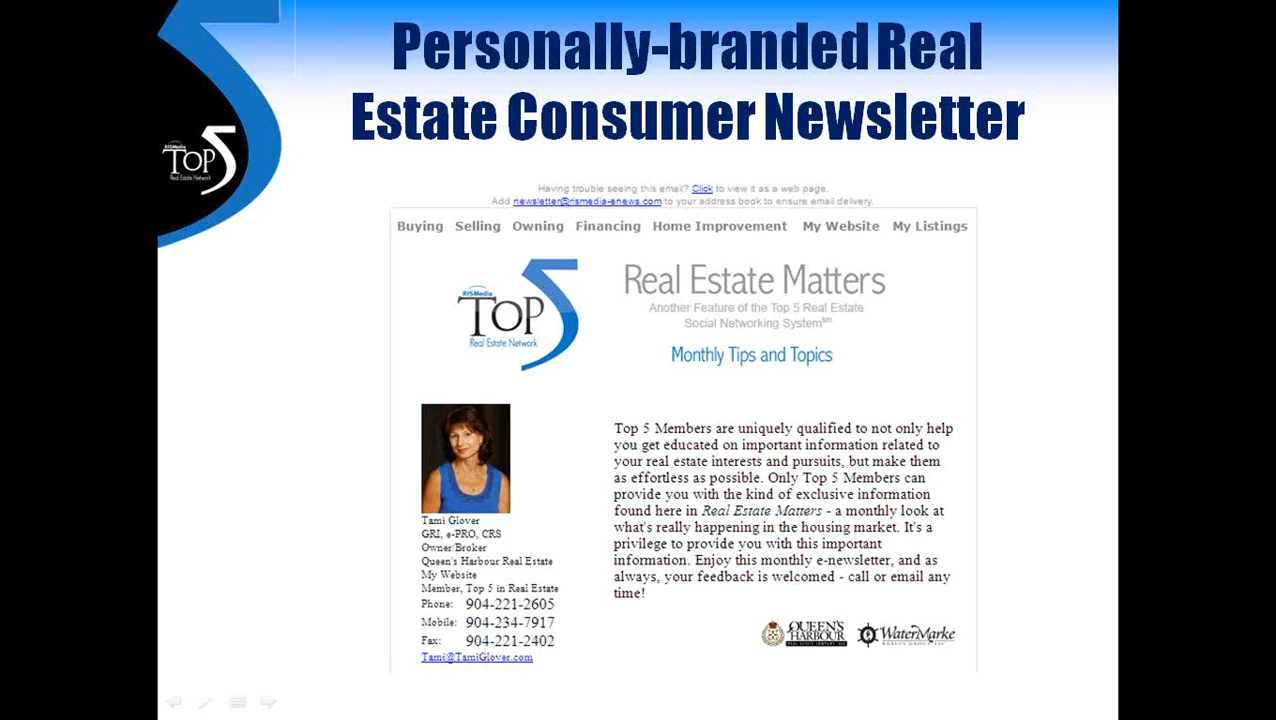 Personally-branded Real
Estate Consumer Newsletter
RISMedia
TOP 5
Real Estate Network
Having trouble seeing this email? Click to view it as a web page.
Add newsletter@rismedia-enews.com to your address book to ensure email delivery.
Buying Selling Owning Financing Home Improvement My Website My Listings
RISMedia
TOP 5
Real Estate Network
Real Estate Matters
Another Feature of the Top 5 Real Estate
Social Networking System℠
Monthly Tips and Topics
Tami Glover
GRI, e-PRO, CRS
Owner/Broker
Queen's Harbour Real Estate
My Website
Member, Top 5 in Real Estate
Phone: 904-221-2605
Mobile: 904-234-7917
Fax: 904-221-2402
Tami@TamiGlover.com
Top 5 Members are uniquely qualified to not only help
you get educated on important information related to
your real estate interests and pursuits, but make them
as effortless as possible. Only Top 5 Members can
provide you with the kind of exclusive information
found here in Real Estate Matters - a monthly look at
what's really happening in the housing market. It's a
privilege to provide you with this important
information. Enjoy this monthly e-newsletter, and as
always, your feedback is welcomed - call or email any
time!
QUEEN'S
HARBOUR
WaterMarke